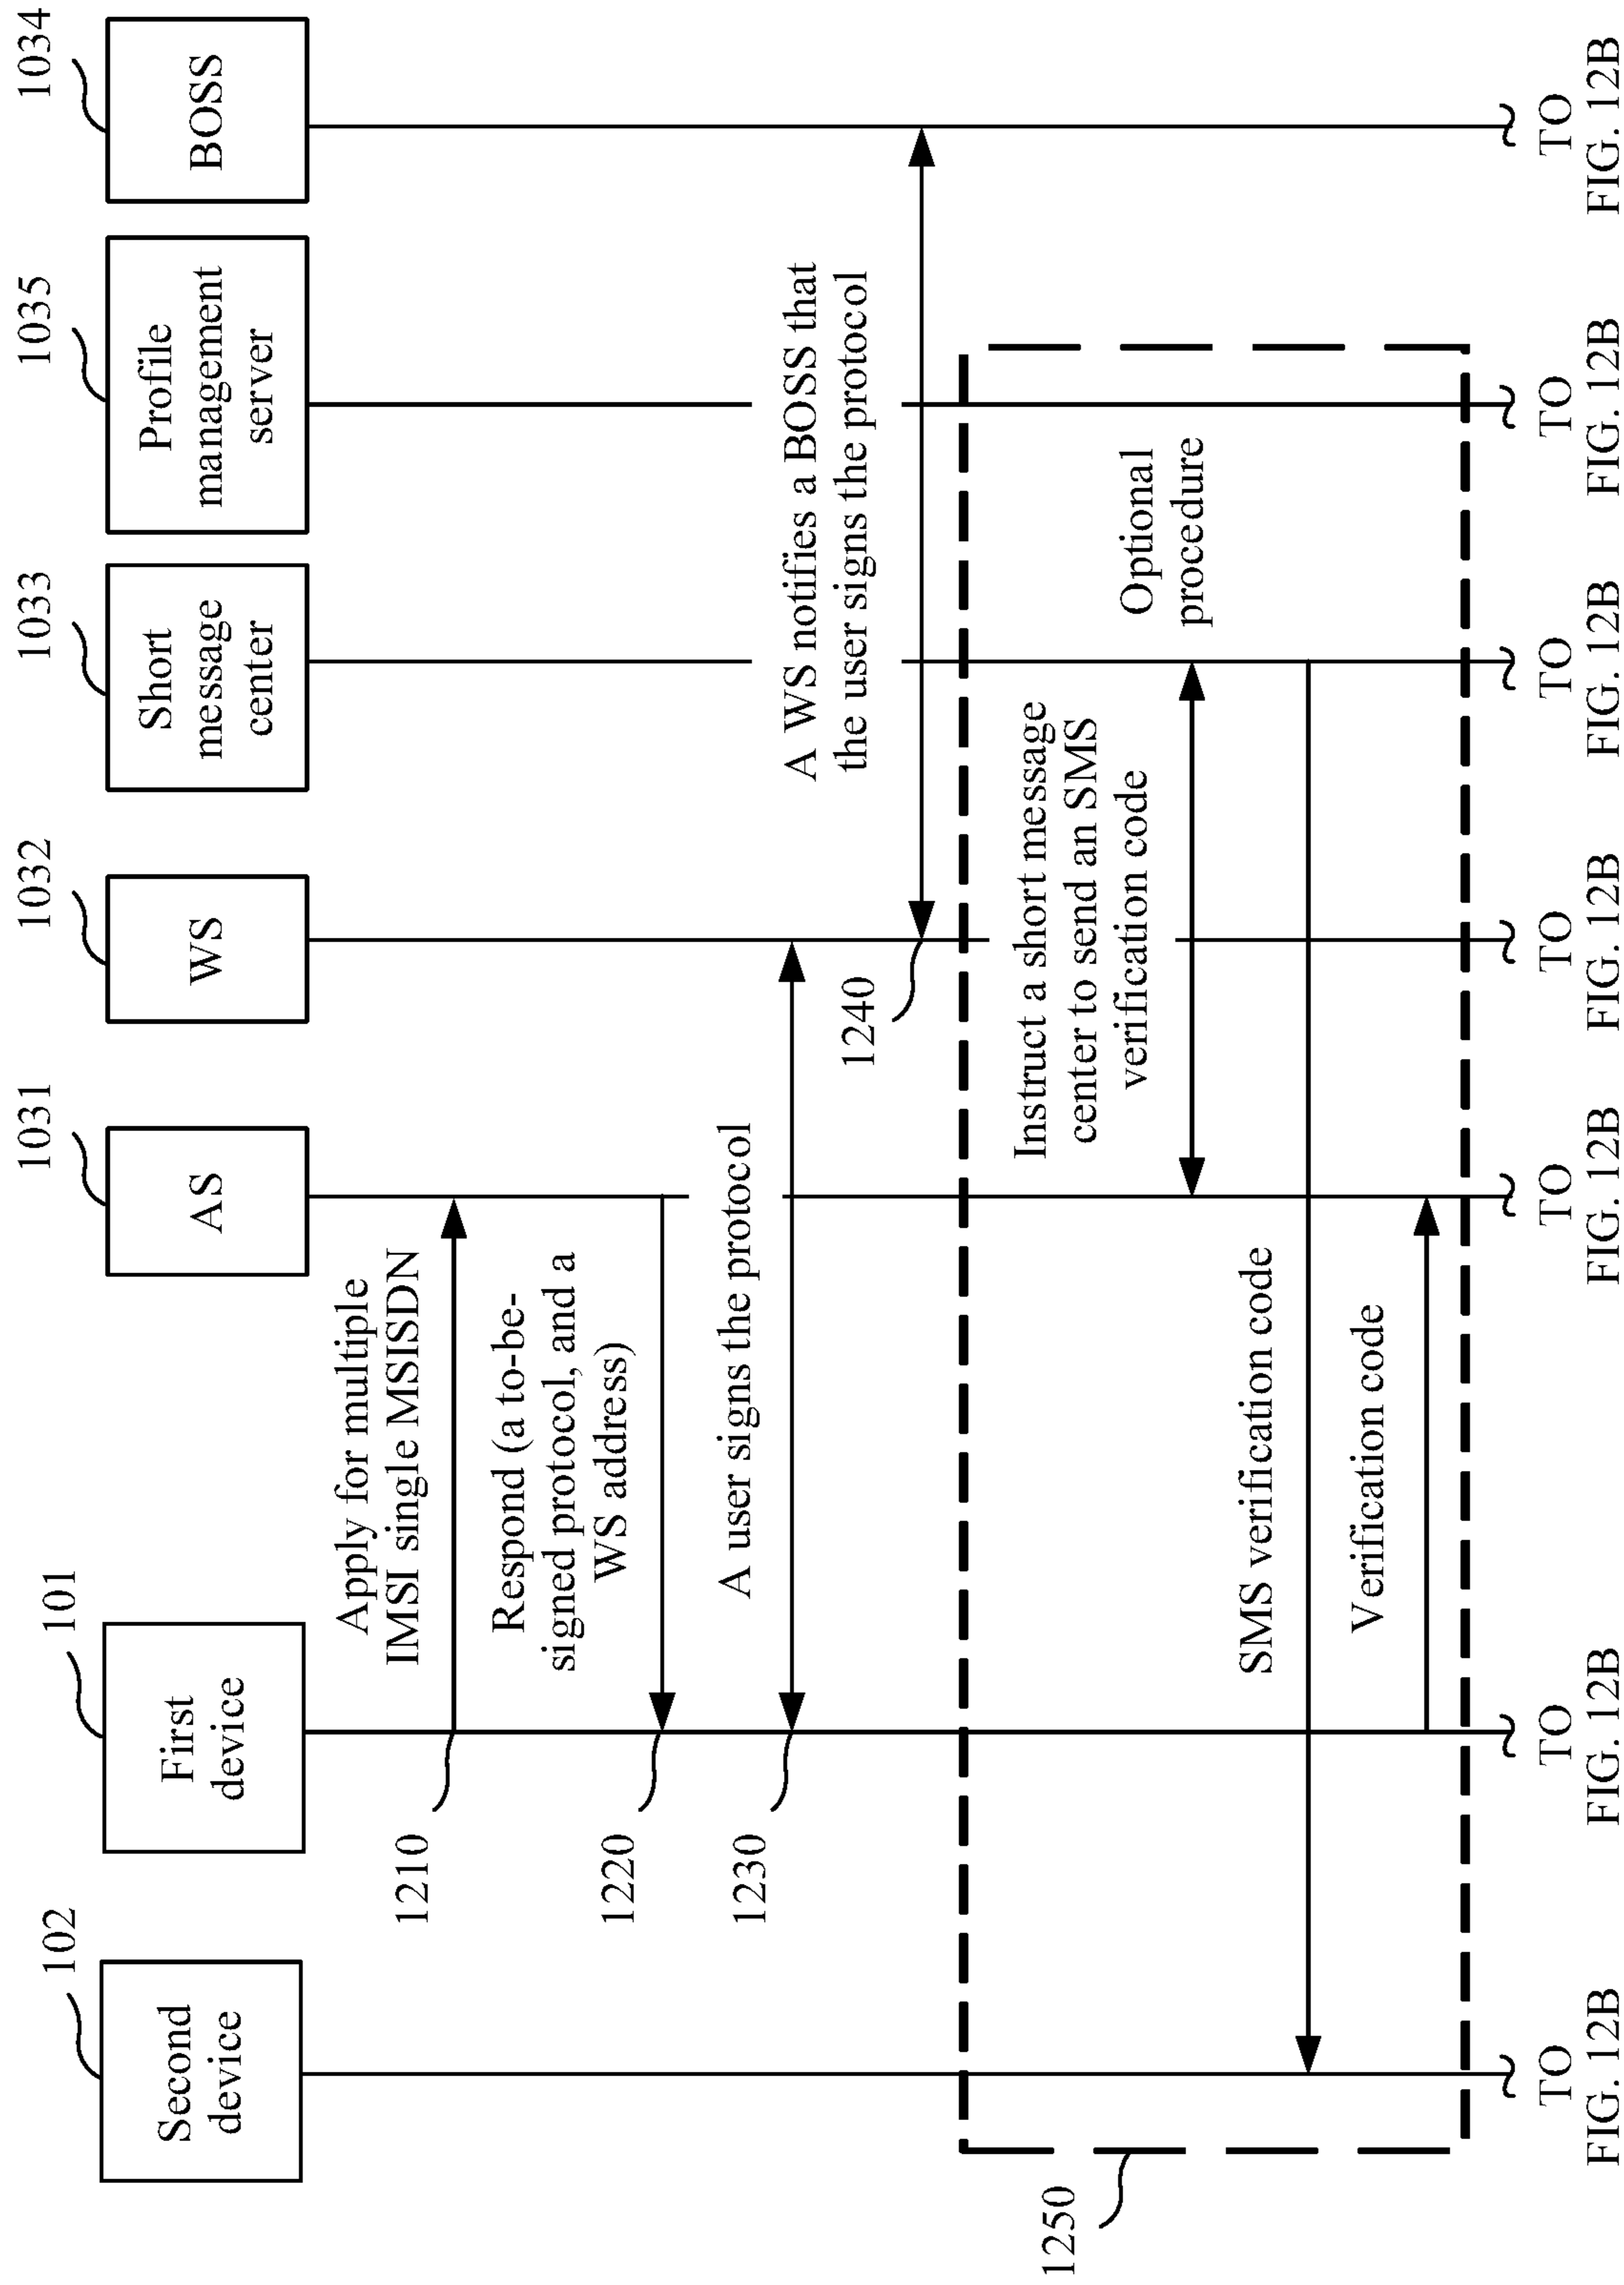 102
101
1031
1032
1033
1035
1034
Second
device
First
device
AS
WS
Short
message
center
Profile
management
server
BOSS
1210
Apply for multiple
IMSI single MSISDN
1220
Respond (a to-be-
signed protocol, and a
WS address)
1230
A user signs the protocol
1240
A WS notifies a BOSS that
the user signs the protocol
1250
Instruct a short message
center to send an SMS
verification code
Optional
procedure
SMS verification code
Verification code
TO
FIG. 12B
TO
FIG. 12B
TO
FIG. 12B
TO
FIG. 12B
TO
FIG. 12B
TO
FIG. 12B
TO
FIG. 12B